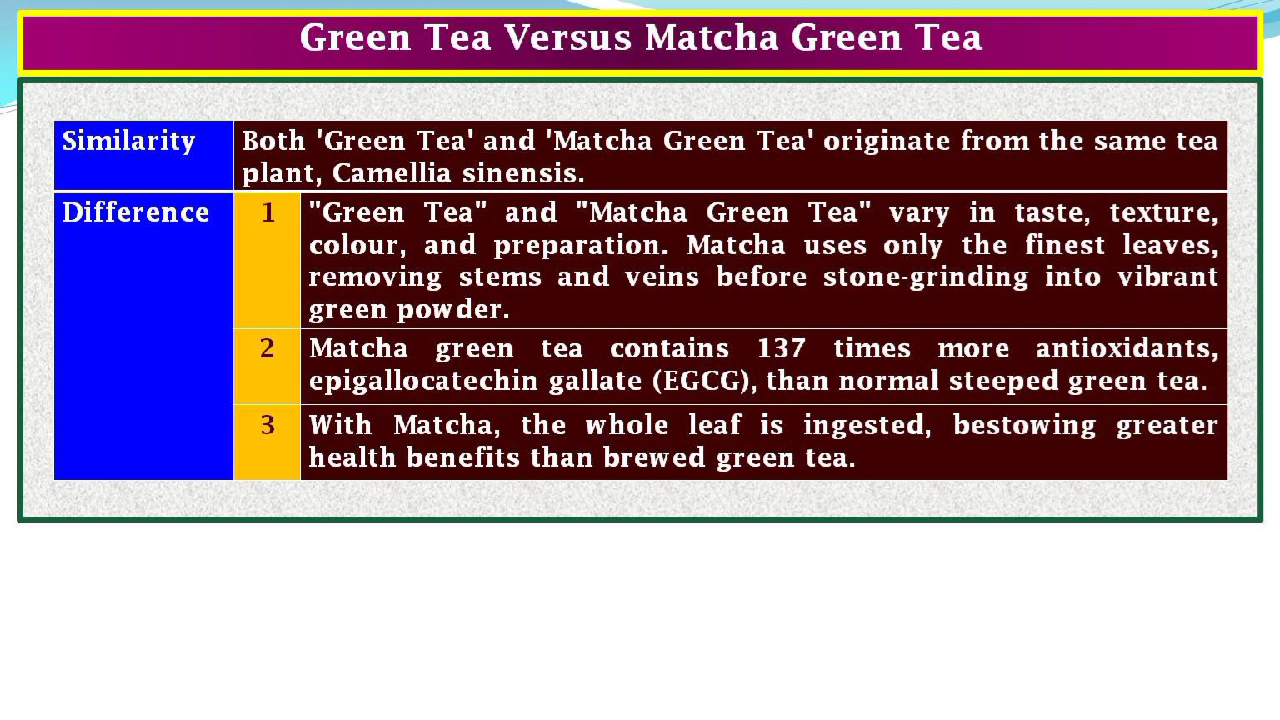 Green Tea Versus Matcha Green Tea
Similarity
Both 'Green Tea' and 'Matcha Green Tea' originate from the same tea
plant, Camellia sinensis.
Difference
1
"Green Tea" and "Matcha Green Tea" vary in taste, texture,
colour, and preparation. Matcha uses only the finest leaves,
removing stems and veins before stone-grinding into vibrant
green powder.
2
Matcha green tea contains 137 times more antioxidants,
epigallocatechin gallate (EGCG), than normal steeped green tea.
3
With Matcha, the whole leaf is ingested, bestowing greater
health benefits than brewed green tea.